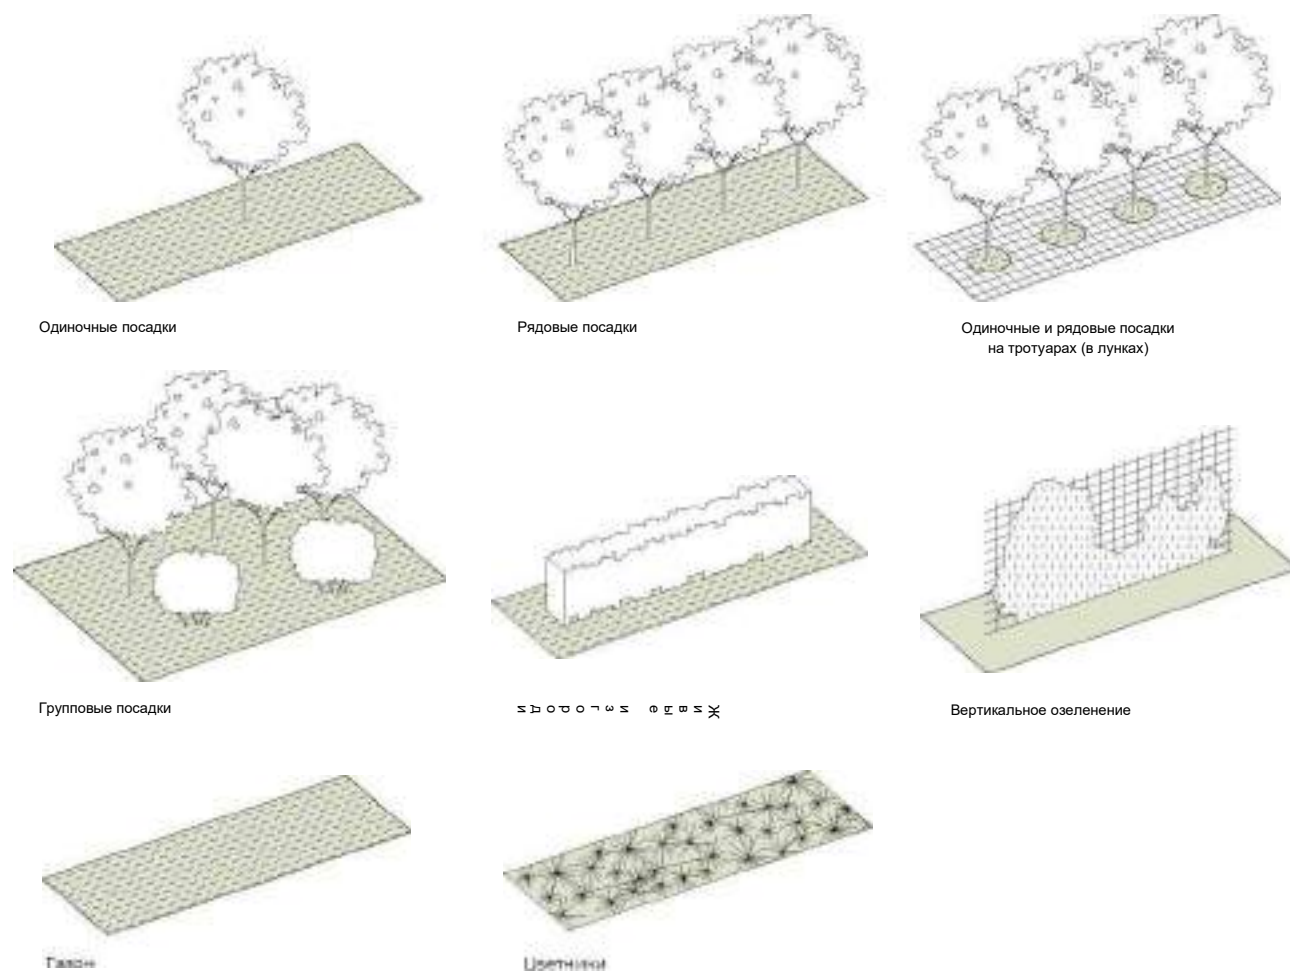 Одиночные посадки
Рядовые посадки
Одиночные и рядовые посадки
на тротуарах (в лунках)
Групповые посадки
Живые изгороди
Вертикальное озеленение
Газон
Цветники